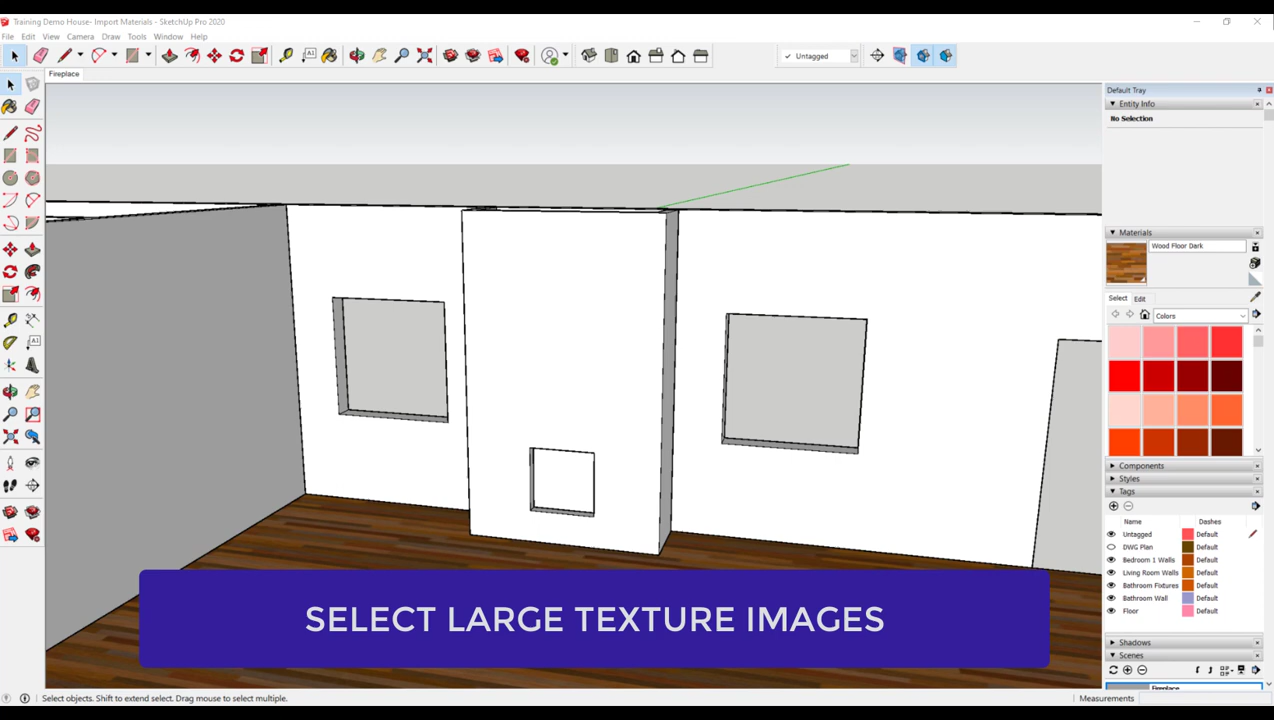 Training Demo House- Import Materials - SketchUp Pro 2020
File Edit View Camera Draw Tools Window Help
Untagged
Fireplace
Default Tray
Entity Info
No Selection
Materials
Wood Floor Dark
Select Edit
Colors
Components
Styles
Tags
Name Dashes
Untagged Default
DWG Plan Default
Bedroom 1 Walls Default
Living Room Walls Default
Bathroom Fixtures Default
Bathroom Wall Default
Floor Default
Shadows
Scenes
Fireplace
SELECT LARGE TEXTURE IMAGES
Select objects. Shift to extend select. Drag mouse to select multiple.
Measurements